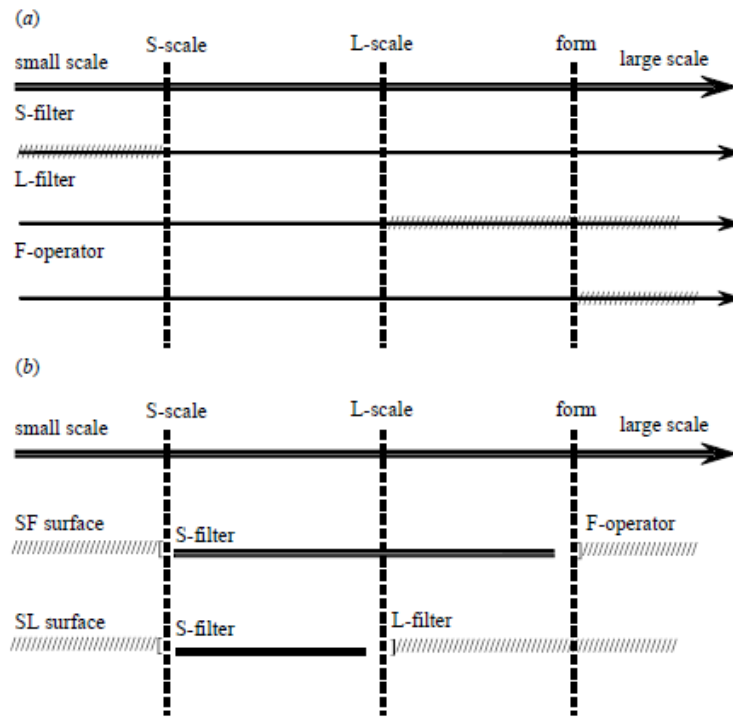 (a)
S-scale L-scale form
small scale large scale
S-filter
L-filter
F-operator
(b)
S-scale L-scale form
small scale large scale
SF surface S-filter F-operator
SL surface S-filter L-filter